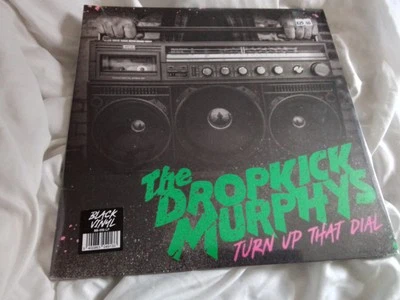 The
DROPKICK
MURPHYS
TURN UP THAT DIAL
BLACK
VINYL